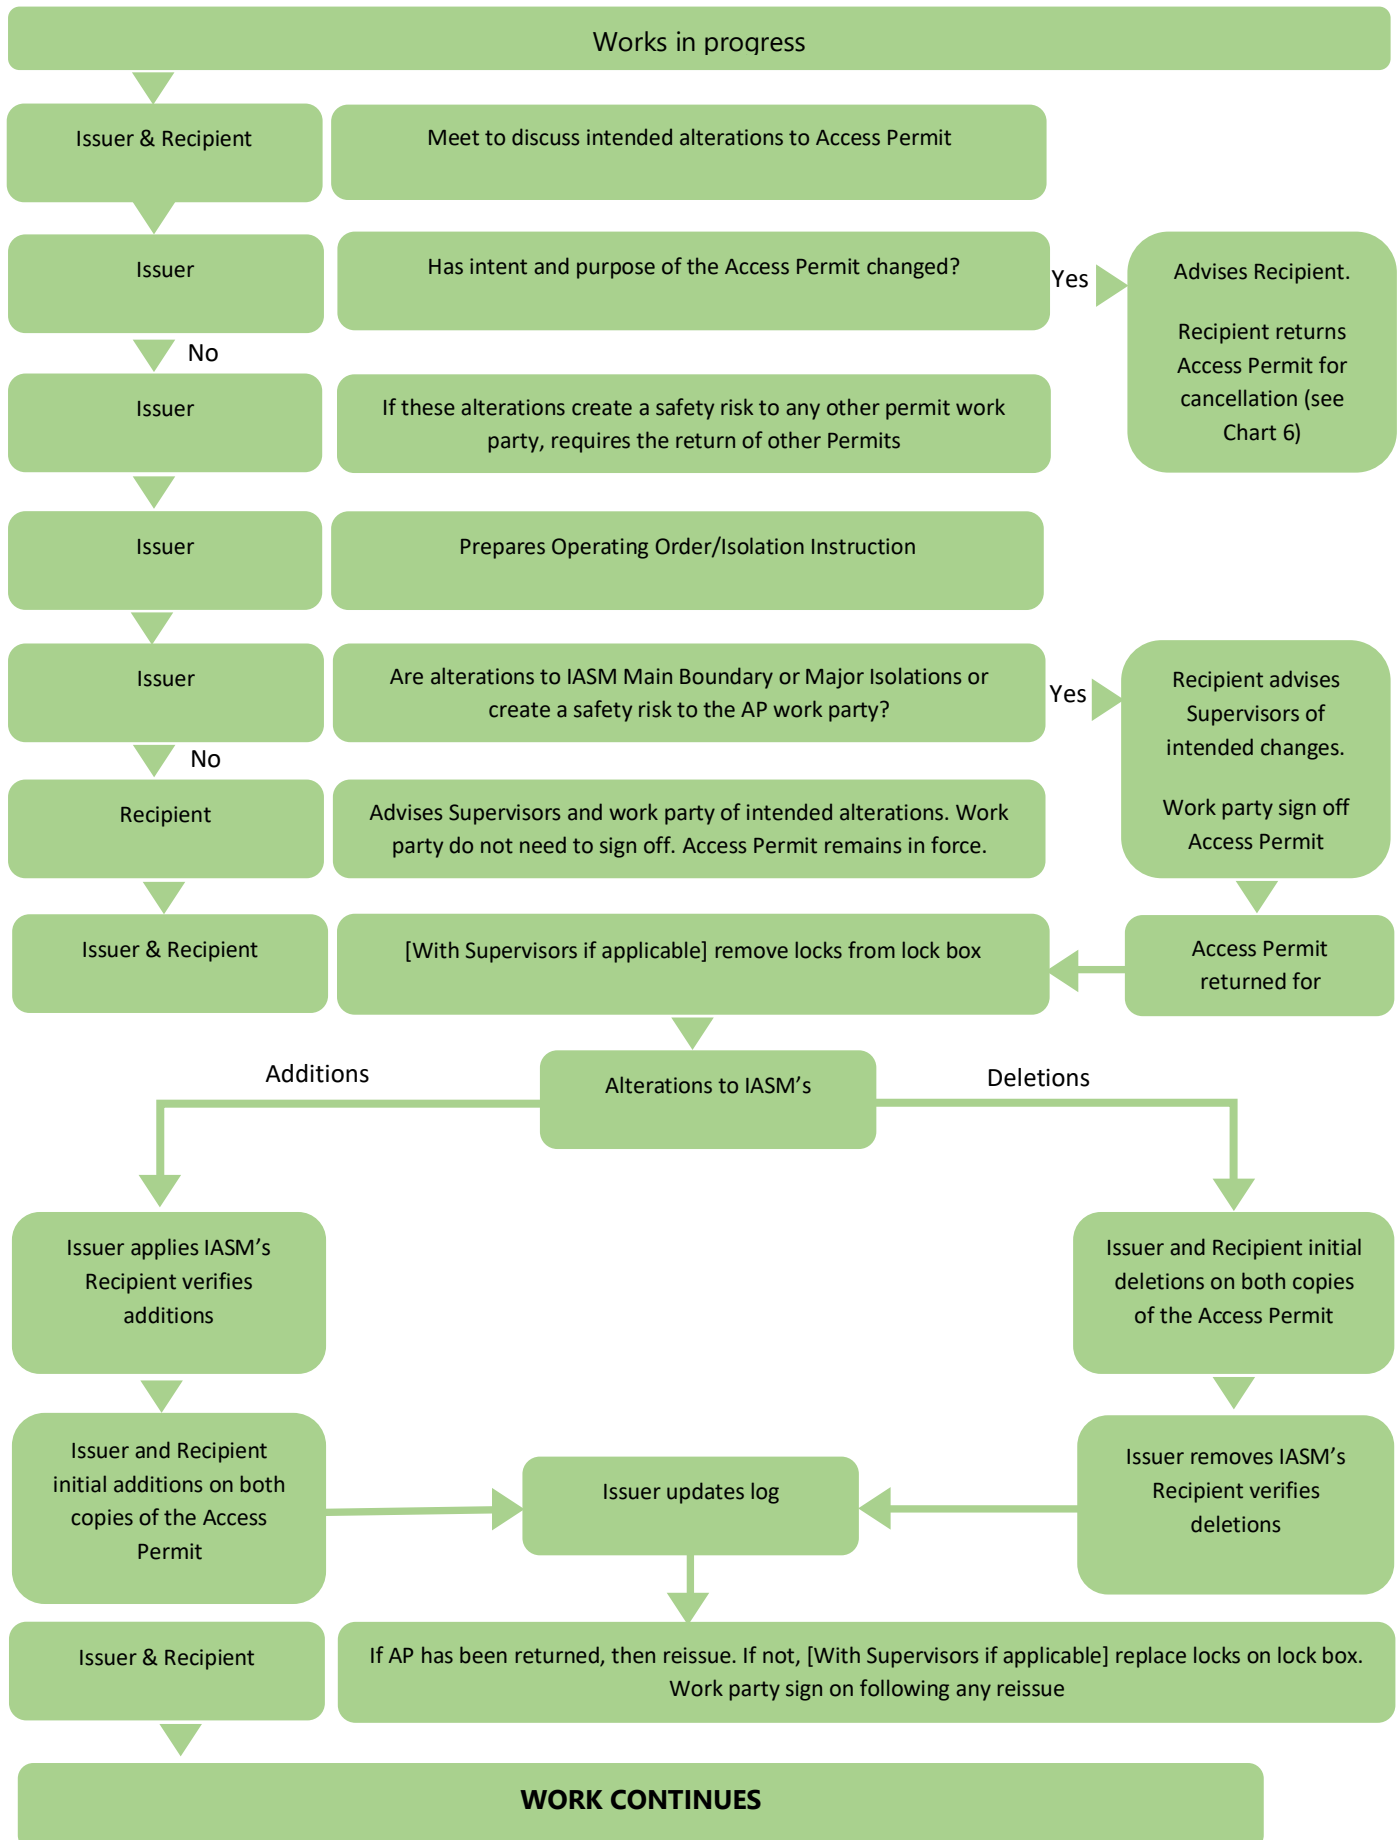 Works in progress
Issuer & Recipient
Meet to discuss intended alterations to Access Permit
Issuer
Has intent and purpose of the Access Permit changed?
Yes
Advises Recipient.
Recipient returns
Access Permit for
cancellation (see
Chart 6)
No
Issuer
If these alterations create a safety risk to any other permit work
party, requires the return of other Permits
Issuer
Prepares Operating Order/Isolation Instruction
Issuer
Are alterations to IASM Main Boundary or Major Isolations or
create a safety risk to the AP work party?
Yes
Recipient advises
Supervisors of
intended changes.
Work party sign off
Access Permit
No
Recipient
Advises Supervisors and work party of intended alterations. Work
party do not need to sign off. Access Permit remains in force.
Issuer & Recipient
[With Supervisors if applicable] remove locks from lock box
Access Permit
returned for
Additions
Alterations to IASM’s
Deletions
Issuer applies IASM’s
Recipient verifies
additions
Issuer and Recipient initial
deletions on both copies
of the Access Permit
Issuer and Recipient
initial additions on both
copies of the Access
Permit
Issuer updates log
Issuer removes IASM’s
Recipient verifies
deletions
Issuer & Recipient
If AP has been returned, then reissue. If not, [With Supervisors if applicable] replace locks on lock box.
Work party sign on following any reissue
WORK CONTINUES